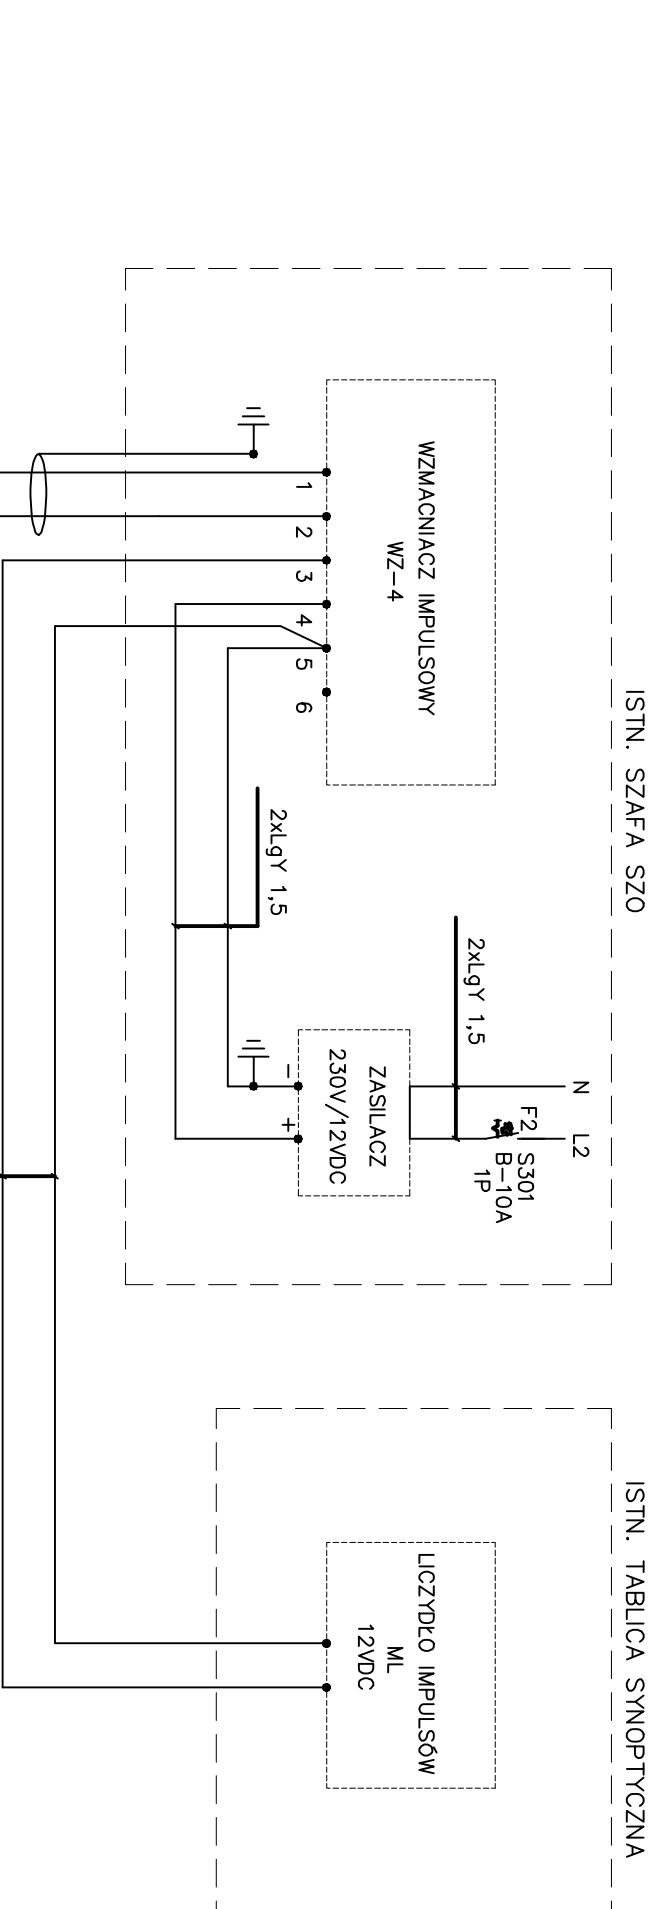 ISTN. SZAFA SZO
WZMACNIACZ IMPULSOWY
WZ-4
1
2
3
4
5
6
2xLgY 1,5
2xLgY 1,5
N
L2
F2
S301
B-10A
1P
ZASILACZ
230V/12VDC
-
+
ISTN. TABLICA SYNOPTYCZNA
LICZYDŁO IMPULSÓW
ML
12VDC